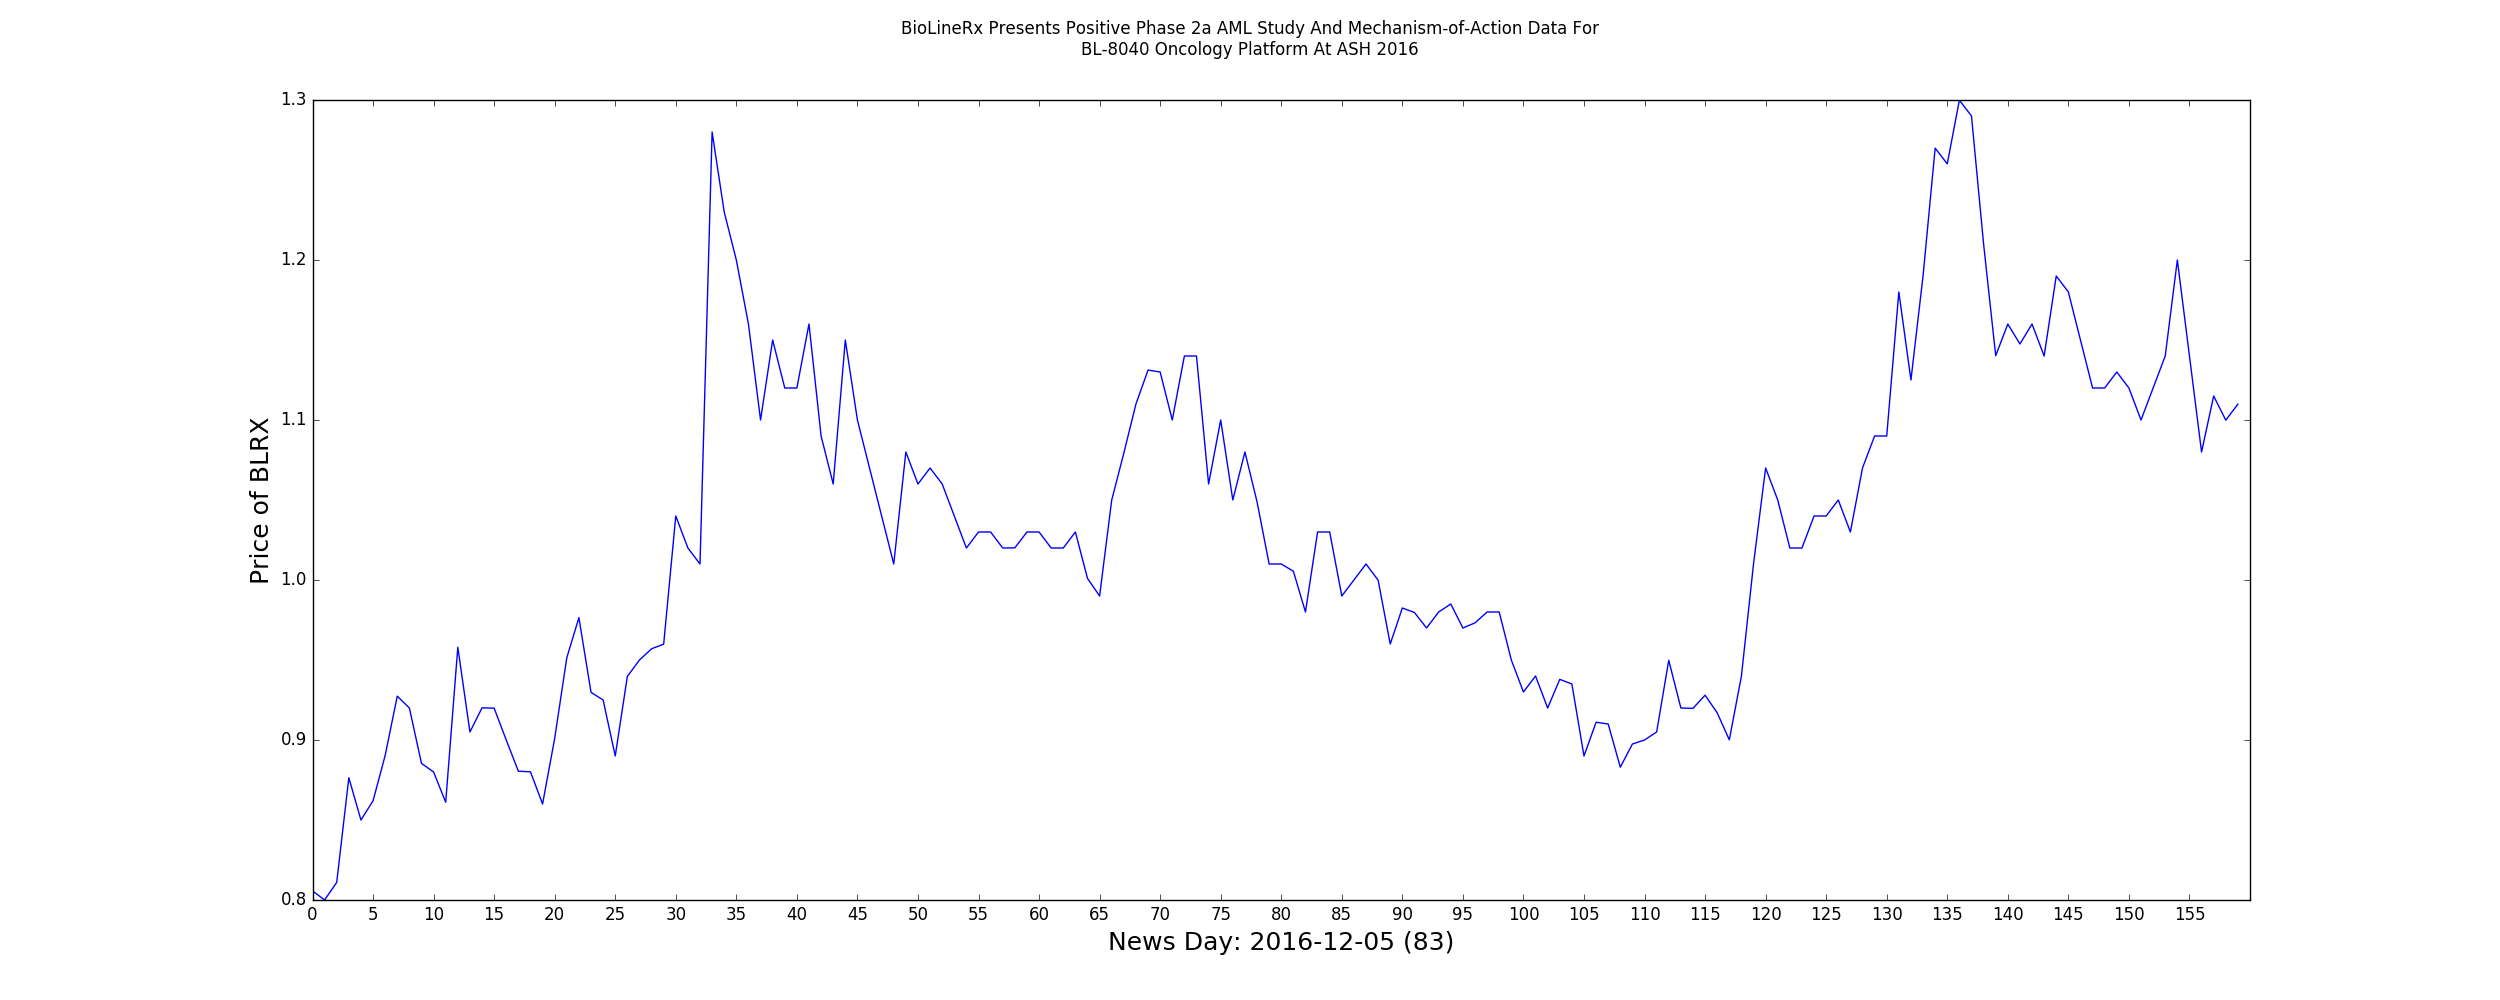 BioLineRx Presents Positive Phase 2a AML Study And Mechanism-of-Action Data For
BL-8040 Oncology Platform At ASH 2016
1.3
1.2
1.1
1.0
0.9
0.8
Price of BLRX
0 5 10 15 20 25 30 35 40 45 50 55 60 65 70 75 80 85 90 95 100 105 110 115 120 125 130 135 140 145 150 155
News Day: 2016-12-05 (83)